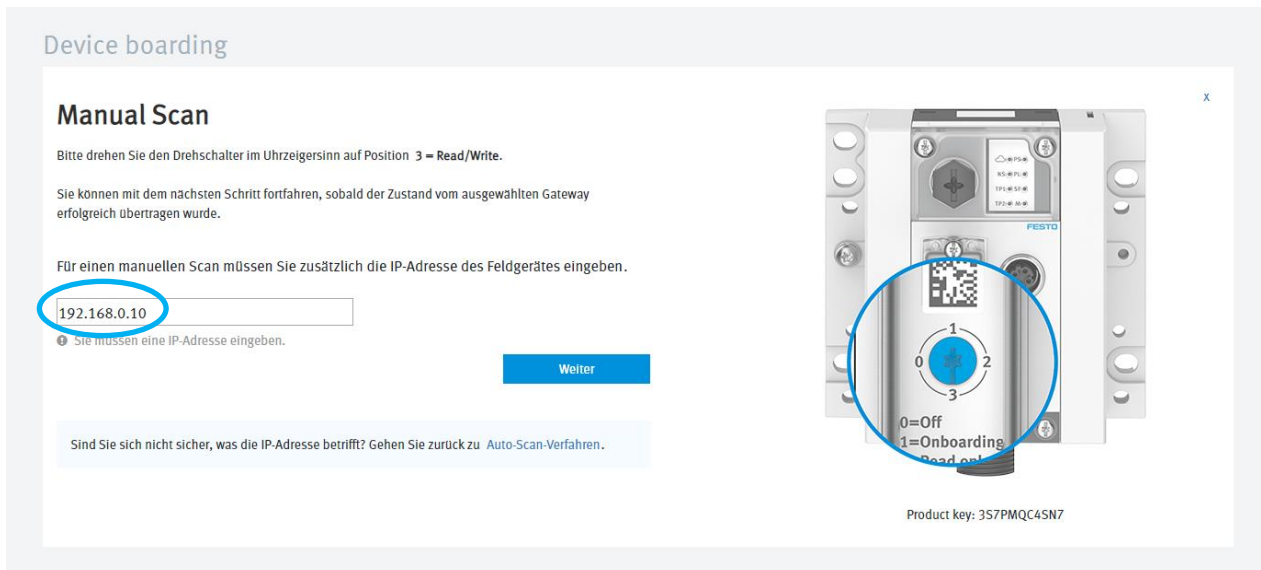 Device boarding
x
Manual Scan
Bitte drehen Sie den Drehschalter im Uhrzeigersinn auf Position 3 = Read/Write.
Sie können mit dem nächsten Schritt fortfahren, sobald der Zustand vom ausgewählten Gateway
erfolgreich übertragen wurde.
Für einen manuellen Scan müssen Sie zusätzlich die IP-Adresse des Feldgerätes eingeben.
192.168.0.10
Sie müssen eine IP-Adresse eingeben.
Weiter
Sind Sie sich nicht sicher, was die IP-Adresse betrifft? Gehen Sie zurück zu Auto-Scan-Verfahren.
PS
NS PL
TP1 SF
TP2 M
FESTO
1
0 2
3
0=Off
1=Onboarding
Read onl
Product key: 3S7PMQC4SN7